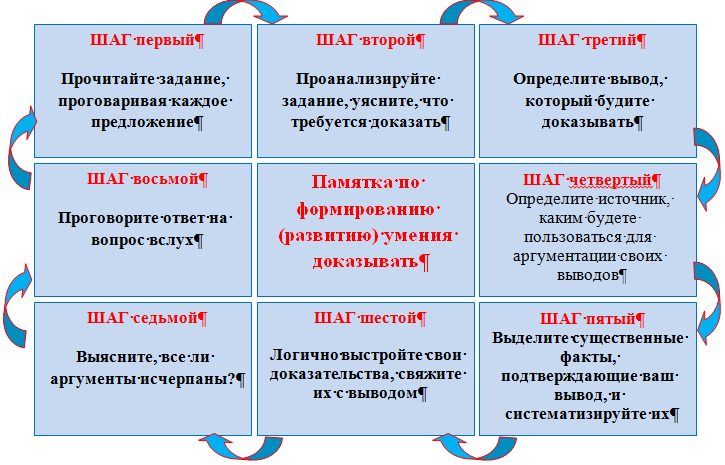 ШАГ·первый¶
Прочитайте·задание,·
проговаривая·каждое·
предложение¶
ШАГ·второй¶
Проанализируйте·
задание,·уясните,·что·
требуется·доказать¶
ШАГ·третий¶
Определите·вывод,·
который·будите·
доказывать¶
ШАГ·четвертый¶
Определите·источник,·
каким·будете·
пользоваться·для·
аргументации·своих·
выводов¶
ШАГ·пятый¶
Выделите·существенные·
факты,·
подтверждающие·ваш·
вывод,·и·
систематизируйте·их¶
ШАГ·шестой¶
Логично·выстройте·свои·
доказательства,·свяжите·
их·с·выводом¶
ШАГ·седьмой¶
Выясните,·все·ли·
аргументы·исчерпаны?¶
ШАГ·восьмой¶
Проговорите·ответ·на·
вопрос·вслух¶
Памятка·по·
формированию·
(развитию)·умения·
доказывать¶